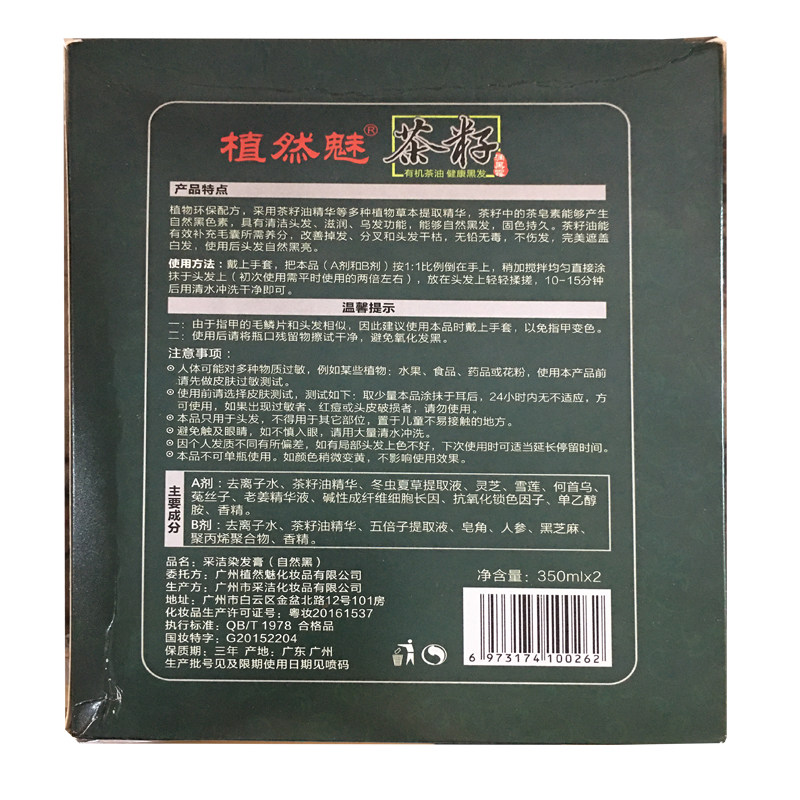 植然魅®
茶籽
植黑露
有机茶油 健康黑发
产品特点
植物环保配方，采用茶籽油精华等多种植物草本提取精华，茶籽中的茶皂素能够产生
自然黑色素，具有清洁头发、滋润、乌发功能，能够自然黑发，固色持久。茶籽油能
有效补充毛囊所需养分，改善掉发、分叉和头发干枯，无铅无毒，不伤发，完美遮盖
白发，使用后头发自然黑亮。
使用方法：戴上手套，把本品（A剂和B剂）按1:1比例倒在手上，稍加搅拌均匀直接涂
抹于头发上（初次使用需平时使用的两倍左右），放在头发上轻轻揉搓，10-15分钟
后用清水冲洗干净即可。
温馨提示
一：由于指甲的毛鳞片和头发相似，因此建议使用本品时戴上手套，以免指甲变色。
二：使用后请将瓶口残留物擦试干净，避免氧化发黑。
注意事项：
⊙人体可能对多种物质过敏，例如某些植物：水果、食品、药品或花粉，使用本产品前
请先做皮肤过敏测试。
⊙使用前请选择皮肤测试，测试如下：取少量本品涂抹于耳后，24小时内无不适应，方
可使用，如果出现过敏者、红痘或头皮破损者，请勿使用。
⊙本品只用于头发，不得用于其它部位，置于儿童不易接触的地方。
⊙避免触及眼睛，如不慎入眼，请用大量清水冲洗。
⊙因个人发质不同有所偏差，如有局部头发上色不好，下次使用时可适当延长停留时间。
⊙本品不可单瓶使用。如颜色稍微变黄，不影响使用效果。
主要成分
A剂：去离子水、茶籽油精华、冬虫夏草提取液、灵芝、雪莲、何首乌、
菟丝子、老姜精华液、碱性成纤维细胞长因、抗氧化锁色因子、单乙醇
胺、香精。
B剂：去离子水、茶籽油精华、五倍子提取液、皂角、人参、黑芝麻、
聚丙烯聚合物、香精。
品名：采洁染发膏（自然黑）
委托方：广州植然魅化妆品有限公司
生产方：广州市采洁化妆品有限公司
地址：广州市白云区金盆北路12号101房
化妆品生产许可证号：粤妆20161537
执行标准：QB/T 1978 合格品
国妆特字：G20152204
保质期：三年 产地：广东 广州
生产批号见及限期使用日期见喷码
净含量：350ml×2
6 973174 100262